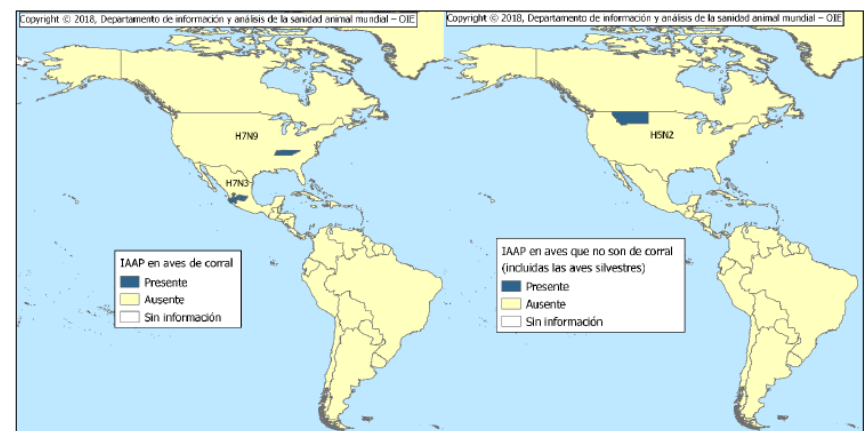 Copyright © 2018, Departamento de información y análisis de la sanidad animal mundial – OIE
H7N9
H7N3
IAAP en aves de corral
Presente
Ausente
Sin información
Copyright © 2018, Departamento de información y análisis de la sanidad animal mundial – OIE
H5N2
IAAP en aves que no son de corral
(incluidas las aves silvestres)
Presente
Ausente
Sin información